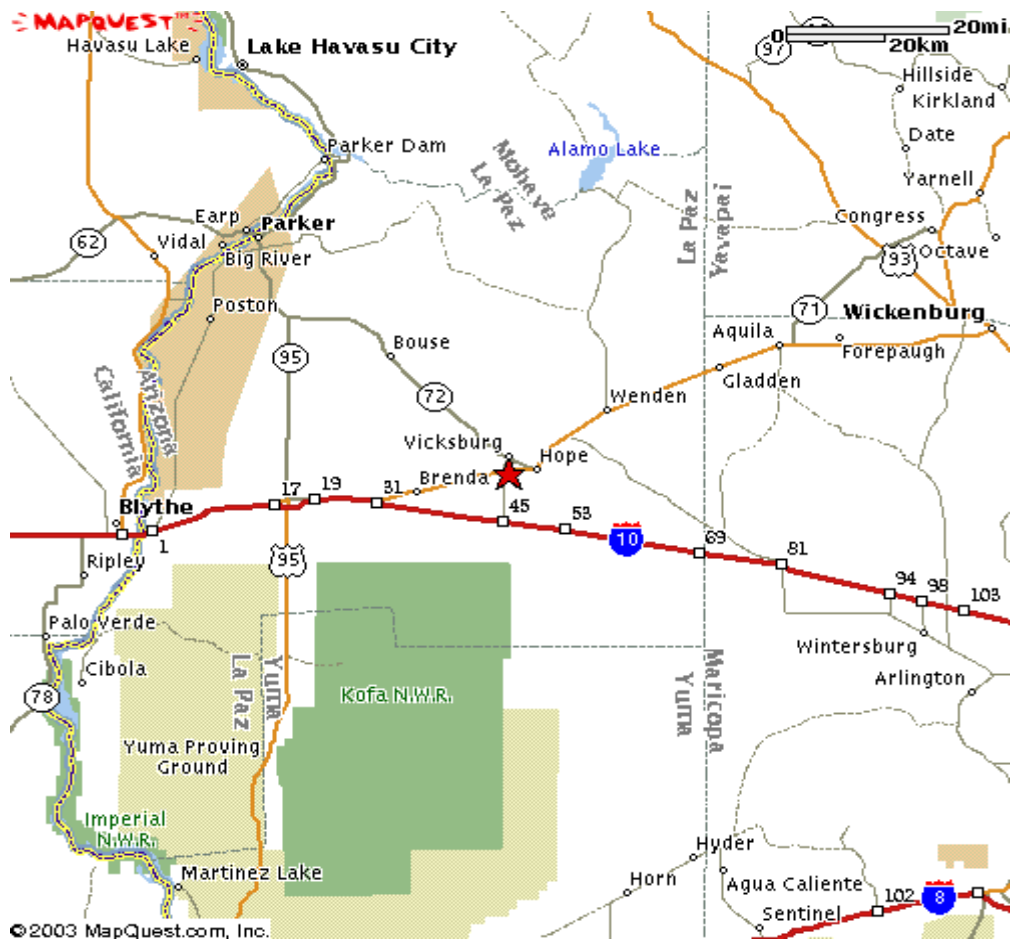 MAPQUEST
0
20mi.
20km
97
Havasu Lake
Lake Havasu City
Hillside
Kirkland
Date
Parker Dam
Mohave
La Paz
Alamo Lake
Yarnell
La Paz
Yavapai
Earp
Parker
Congress
62
Vidal
Big River
93
Octave
Poston
71
Wickenburg
95
Bouse
Aquila
Forepaugh
California
Arizona
72
Gladden
Wenden
Vicksburg
Hope
Brenda
17
19
31
Blythe
1
45
53
10
69
81
95
94
98
103
Ripley
Palo Verde
Wintersburg
Cibola
La Paz
Yuma
Maricopa
Yuma
Arlington
78
Kofa N.W.R.
Yuma Proving
Ground
Imperial
N.W.R.
Hyder
Martinez Lake
Horn
Agua Caliente
102
8
Sentinel
©2003 MapQuest.com, Inc.